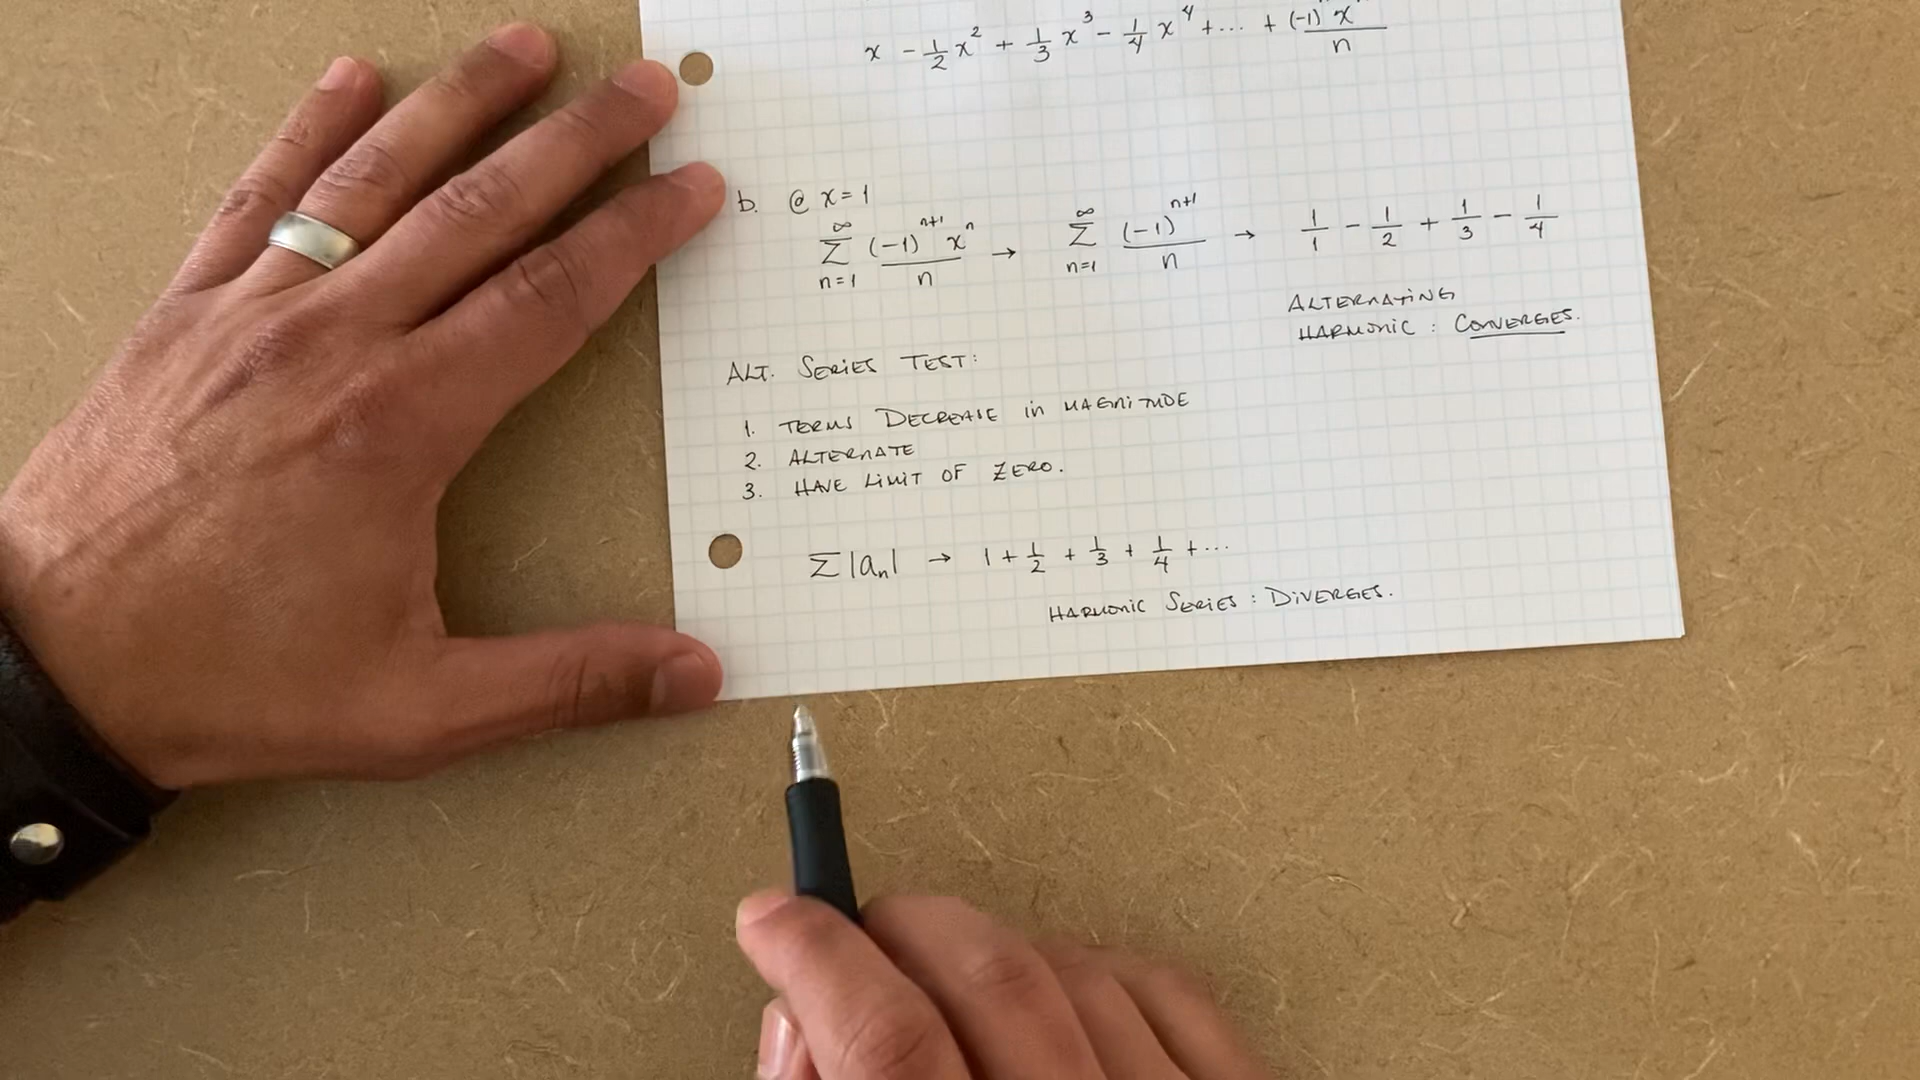 x - 1/2 x² + 1/3 x³ - 1/4 x⁴ + ... + (-1) x / n
b. @ x = 1
∞ Σ n=1 (-1)ⁿ⁺¹ xⁿ / n → ∞ Σ n=1 (-1)ⁿ⁺¹ / n → 1/1 - 1/2 + 1/3 - 1/4
ALTERNATING
HARMONIC : CONVERGES.
ALT. SERIES TEST:
1. TERMS DECREASE in MAGNITUDE
2. ALTERNATE
3. HAVE LIMIT OF ZERO.
Σ |aₙ| → 1 + 1/2 + 1/3 + 1/4 + ...
HARMONIC SERIES : DIVERGES.